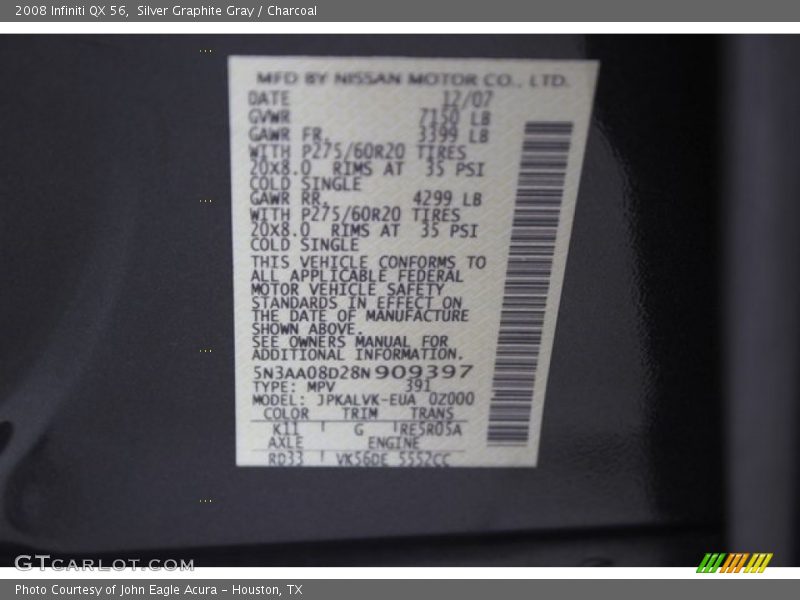 2008 Infiniti QX 56,  Silver Graphite Gray / Charcoal
MFD BY NISSAN MOTOR CO., LTD.
DATE 12/07
GVWR 7150 LB
GAWR FR. 3399 LB
WITH P275/60R20 TIRES
20X8.0 RIMS AT 35 PSI
COLD SINGLE
GAWR RR. 4299 LB
WITH P275/60R20 TIRES
20X8.0 RIMS AT 35 PSI
COLD SINGLE
THIS VEHICLE CONFORMS TO
ALL APPLICABLE FEDERAL
MOTOR VEHICLE SAFETY
STANDARDS IN EFFECT ON
THE DATE OF MANUFACTURE
SHOWN ABOVE.
SEE OWNERS MANUAL FOR
ADDITIONAL INFORMATION.
5N3AA08D28N909397
TYPE: MPV 391
MODEL: JPKALVK-EUA 0Z000
COLOR TRIM TRANS
K11 G RE5R05A
AXLE ENGINE
RD33 VK56DE 5552CC
GTCARLOT.COM
Photo Courtesy of John Eagle Acura - Houston, TX